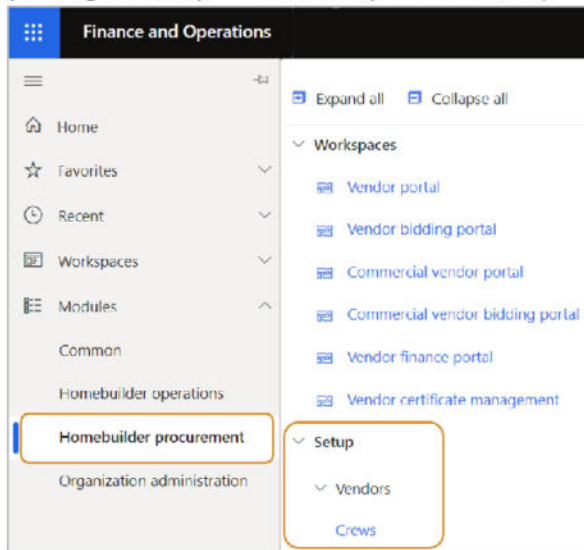 Finance and Operations
Home
Favorites
Recent
Workspaces
Modules
Common
Homebuilder operations
Homebuilder procurement
Organization administration
Expand all
Collapse all
Workspaces
Vendor portal
Vendor bidding portal
Commercial vendor portal
Commercial vendor bidding portal
Vendor finance portal
Vendor certificate management
Setup
Vendors
Crews